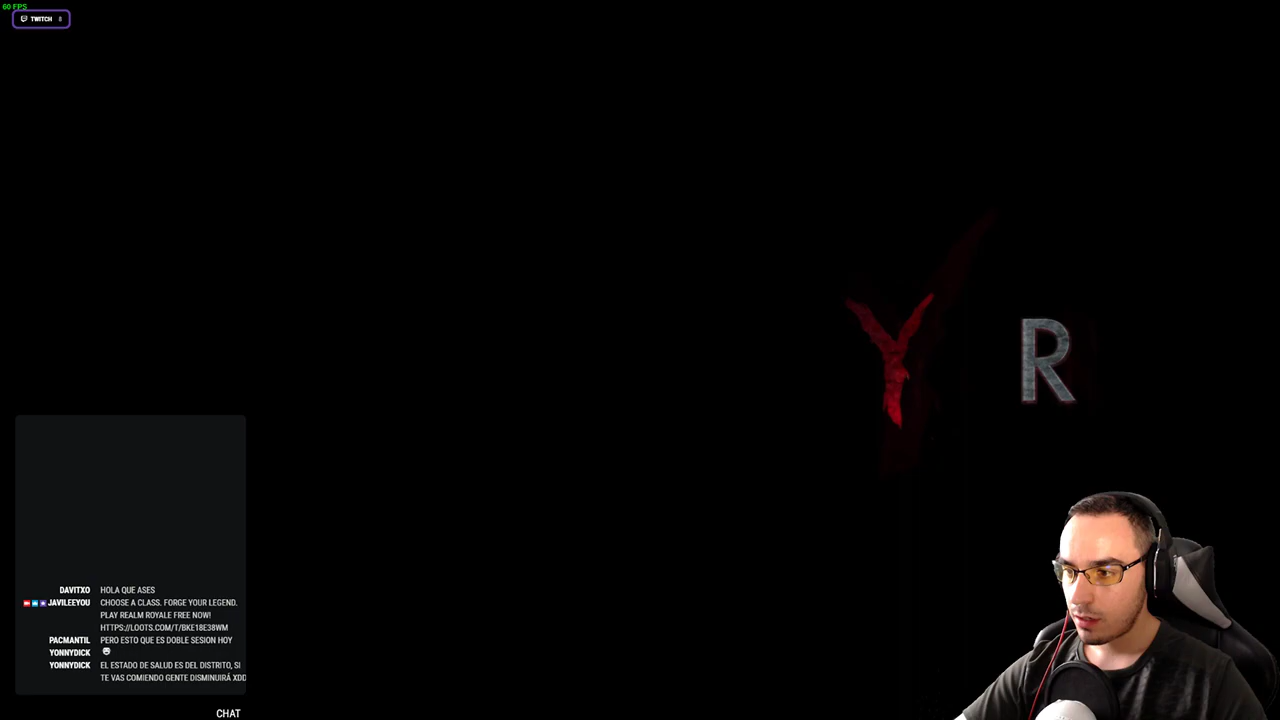 60 FPS
TWITCH 8
Y R
DAVITXO HOLA QUE ASES
JAVILEEYOU CHOOSE A CLASS. FORGE YOUR LEGEND.
PLAY REALM ROYALE FREE NOW!
HTTPS://LOOTS.COM/T/BKE18E38WM
PACMANTIL PERO ESTO QUE ES DOBLE SESION HOY
YONNYDICK
YONNYDICK EL ESTADO DE SALUD ES DEL DISTRITO, SI
TE VAS COMIENDO GENTE DISMINUIRÁ XDD
CHAT